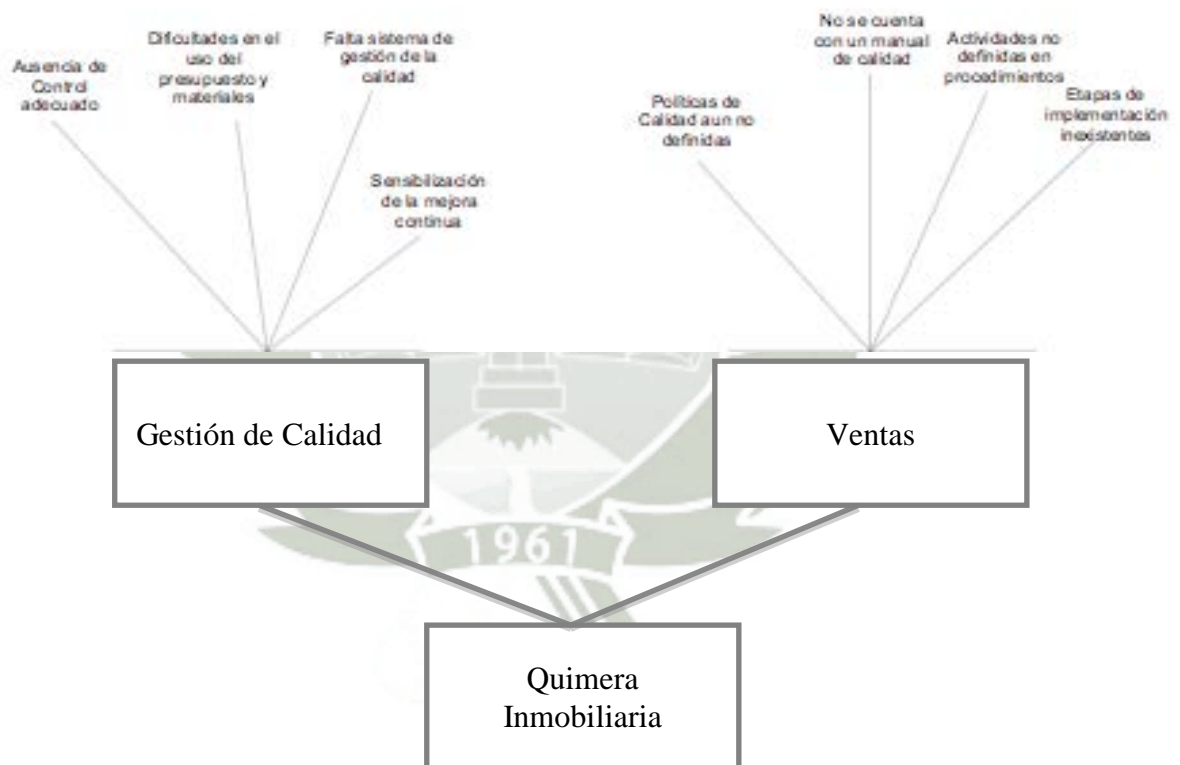 Ausencia de
Control
adecuado
Dificultades en el
uso del
presupuesto y
materiales
Falta sistema de
gestión de la
calidad
Sensibilización
de la mejora
continua
Políticas de
Calidad aun no
definidas
No se cuenta
con un manual
de calidad
Actividades no
definidas en
procedimientos
Etapas de
implementación
inexistentes
Gestión de Calidad
Ventas
1961
Quimera
Inmobiliaria